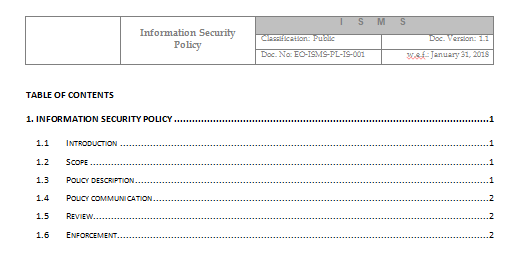 I S M S
Information Security
Policy
Classification: Public Doc. Version: 1.1
Doc. No: EO-ISMS-PL-IS-001 w.e.f.: January 31, 2018
TABLE OF CONTENTS
1. INFORMATION SECURITY POLICY ........ 1
1.1 INTRODUCTION ........ 1
1.2 SCOPE ........ 1
1.3 POLICY DESCRIPTION ........ 1
1.4 POLICY COMMUNICATION ........ 2
1.5 REVIEW ........ 2
1.6 ENFORCEMENT ........ 2